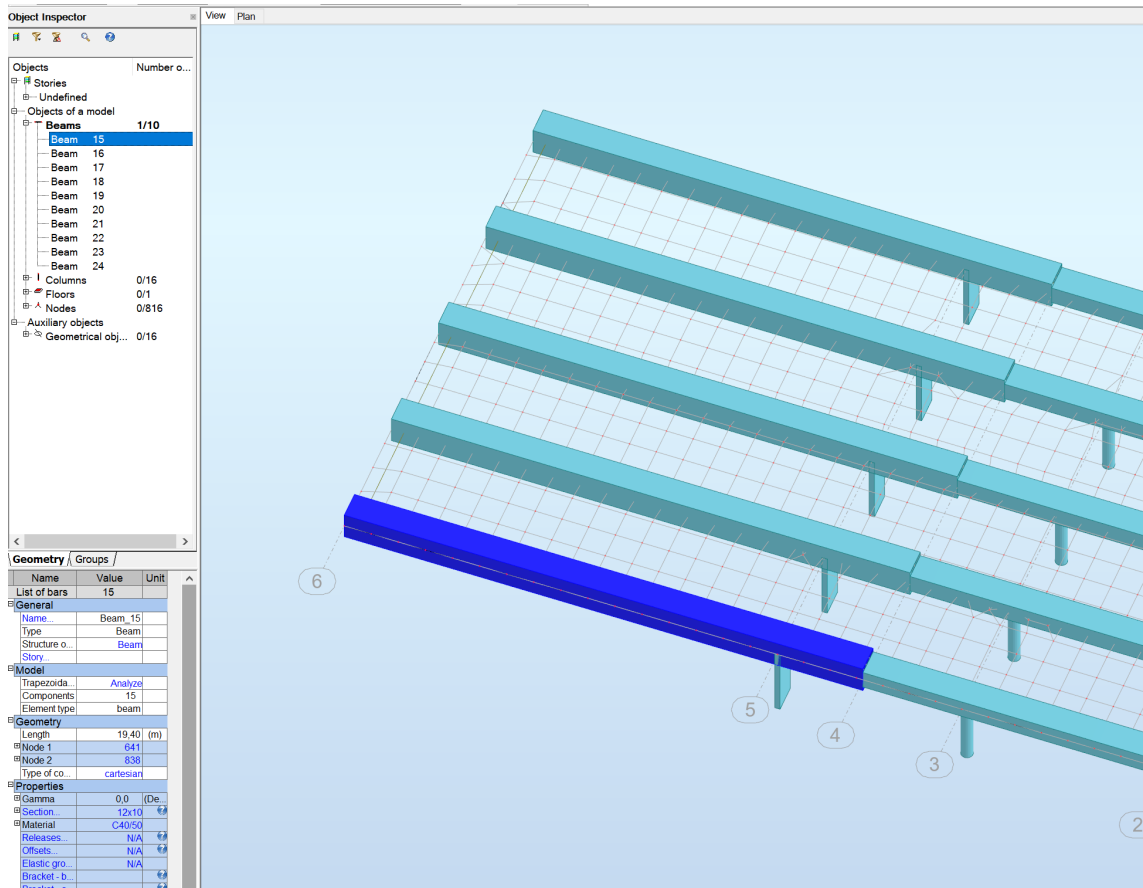 Object Inspector
View Plan
Objects Number o...
Stories
Undefined
Objects of a model
Beams 1/10
Beam 15
Beam 16
Beam 17
Beam 18
Beam 19
Beam 20
Beam 21
Beam 22
Beam 23
Beam 24
Columns 0/16
Floors 0/1
Nodes 0/816
Auxiliary objects
Geometrical obj... 0/16
Geometry Groups
Name Value Unit
List of bars 15
General
Name... Beam_15
Type Beam
Structure o... Beam
Story...
Model
Trapezoida... Analyze
Components 15
Element type beam
Geometry
Length 19,40 (m)
Node 1 641
Node 2 838
Type of co... cartesian
Properties
Gamma 0,0 (De...
Section... 12x10
Material C40/50
Releases... N/A
Offsets... N/A
Elastic gro... N/A
Bracket - b...
6
5
4
3
2